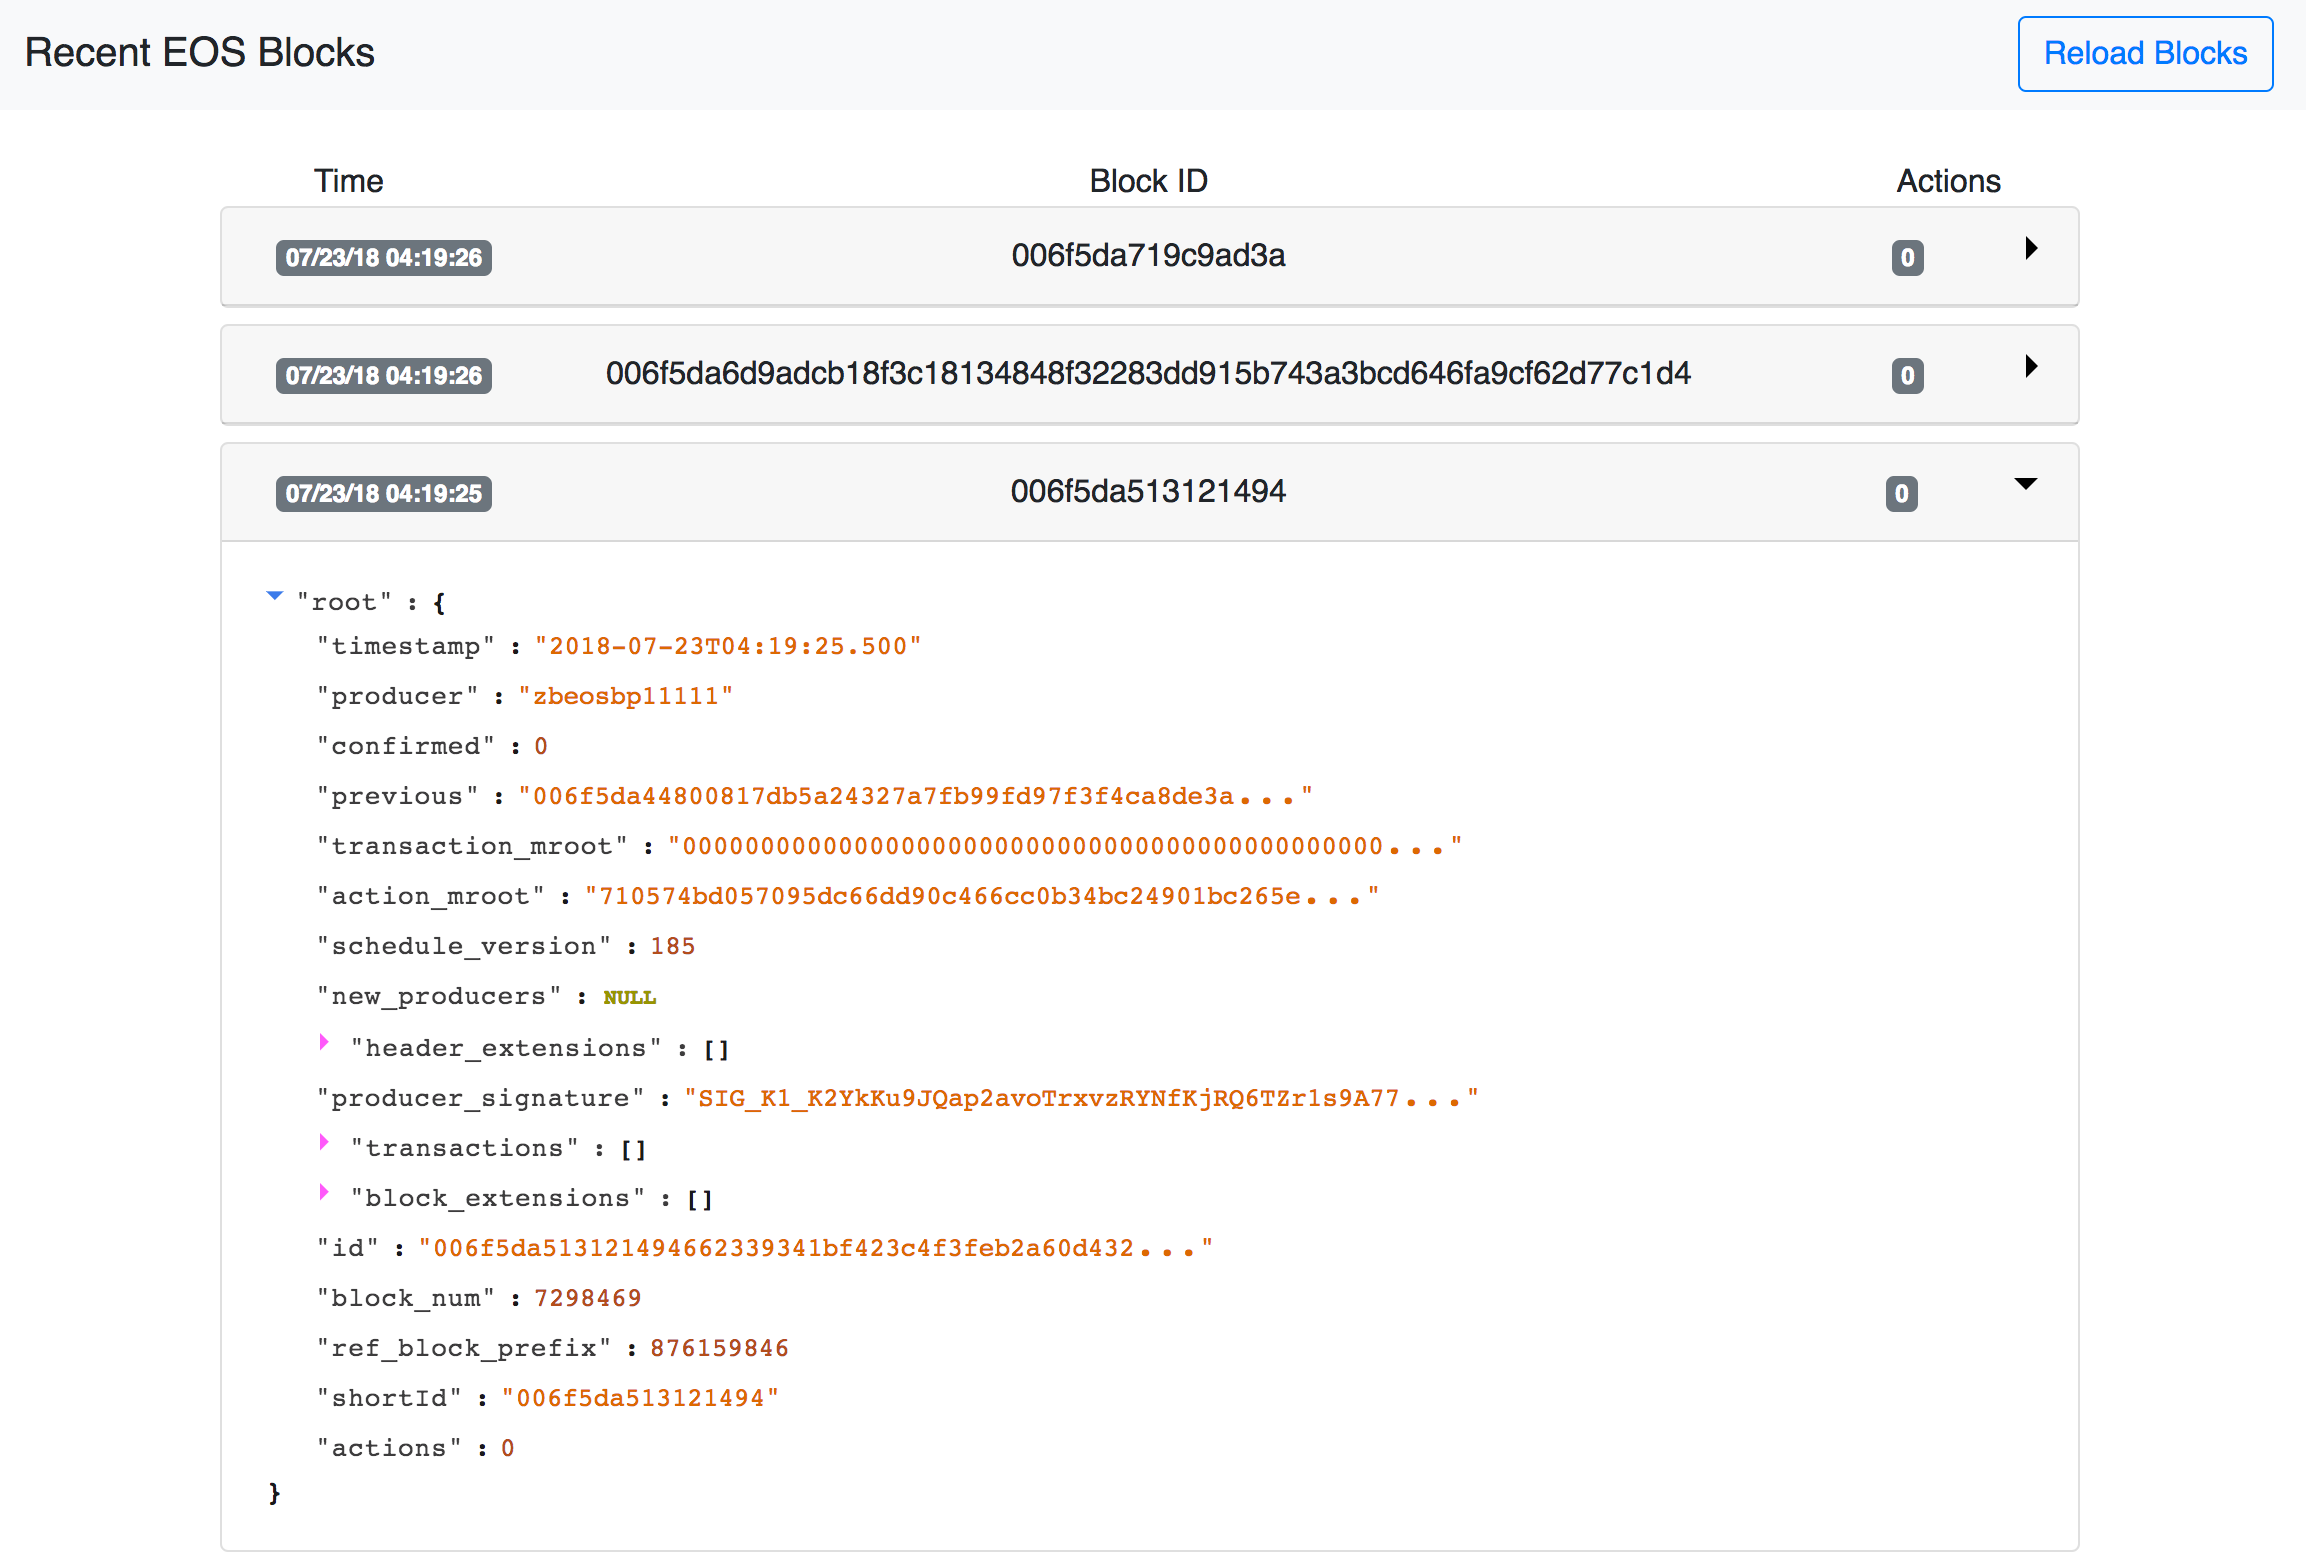 Recent EOS Blocks
Reload Blocks
Time Block ID Actions
07/23/18 04:19:26 006f5da719c9ad3a 0
07/23/18 04:19:26 006f5da6d9adcb18f3c18134848f32283dd915b743a3bcd646fa9cf62d77c1d4 0
07/23/18 04:19:25 006f5da513121494 0
"root" : {
"timestamp" : "2018-07-23T04:19:25.500"
"producer" : "zbeosbp11111"
"confirmed" : 0
"previous" : "006f5da44800817db5a24327a7fb99fd97f3f4ca8de3a..."
"transaction_mroot" : "000000000000000000000000000000000000000000000..."
"action_mroot" : "710574bd057095dc66dd90c466cc0b34bc24901bc265e..."
"schedule_version" : 185
"new_producers" : NULL
"header_extensions" : []
"producer_signature" : "SIG_K1_K2YkKu9JQap2avoTrxvzRYNfKjRQ6TZr1s9A77..."
"transactions" : []
"block_extensions" : []
"id" : "006f5da513121494662339341bf423c4f3feb2a60d432..."
"block_num" : 7298469
"ref_block_prefix" : 876159846
"shortId" : "006f5da513121494"
"actions" : 0
}